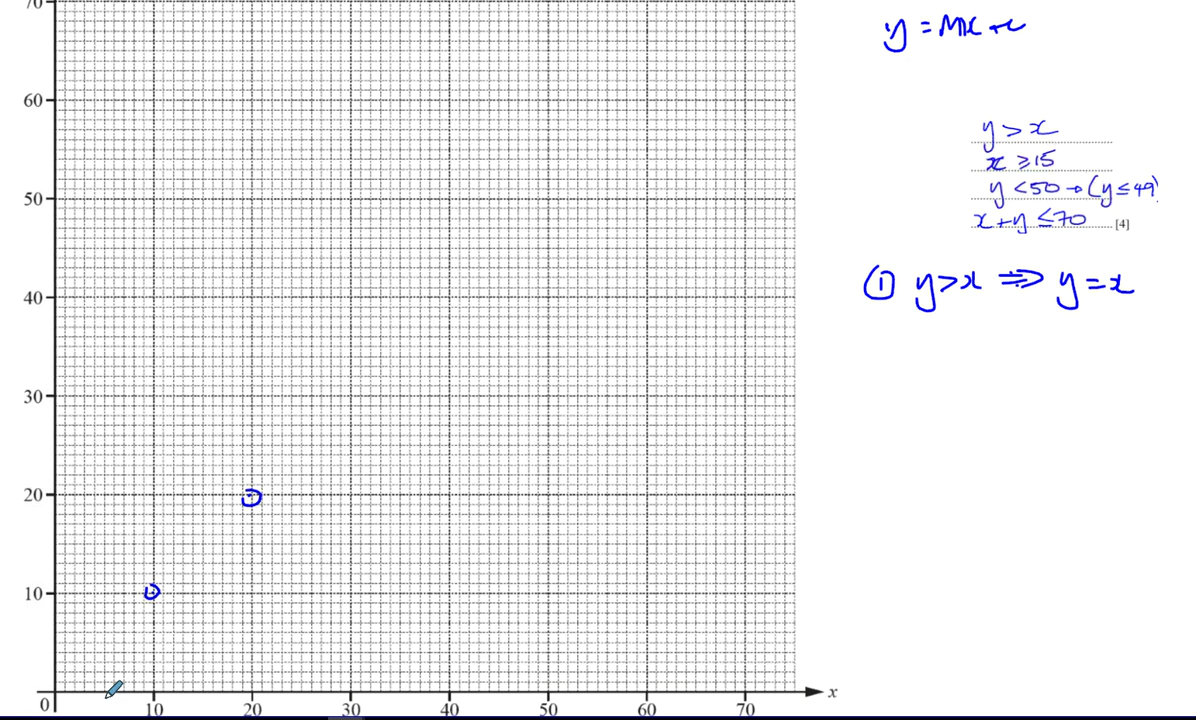 70
60
50
40
30
20
10
0
10 20 30 40 50 60 70 x
y = mx + c
y > x
x ≥ 15
y < 50 → (y ≤ 49)
x + y ≤ 70 [4]
① y > x ⇒ y = x